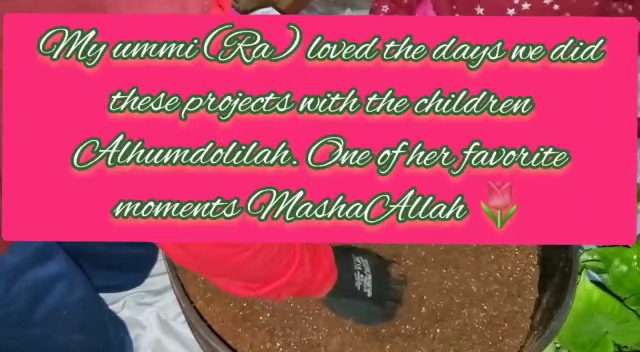 My ummi (Ra) loved the days we did
these projects with the children
Alhumdolilah. One of her favorite
moments MashaAllah 🌷